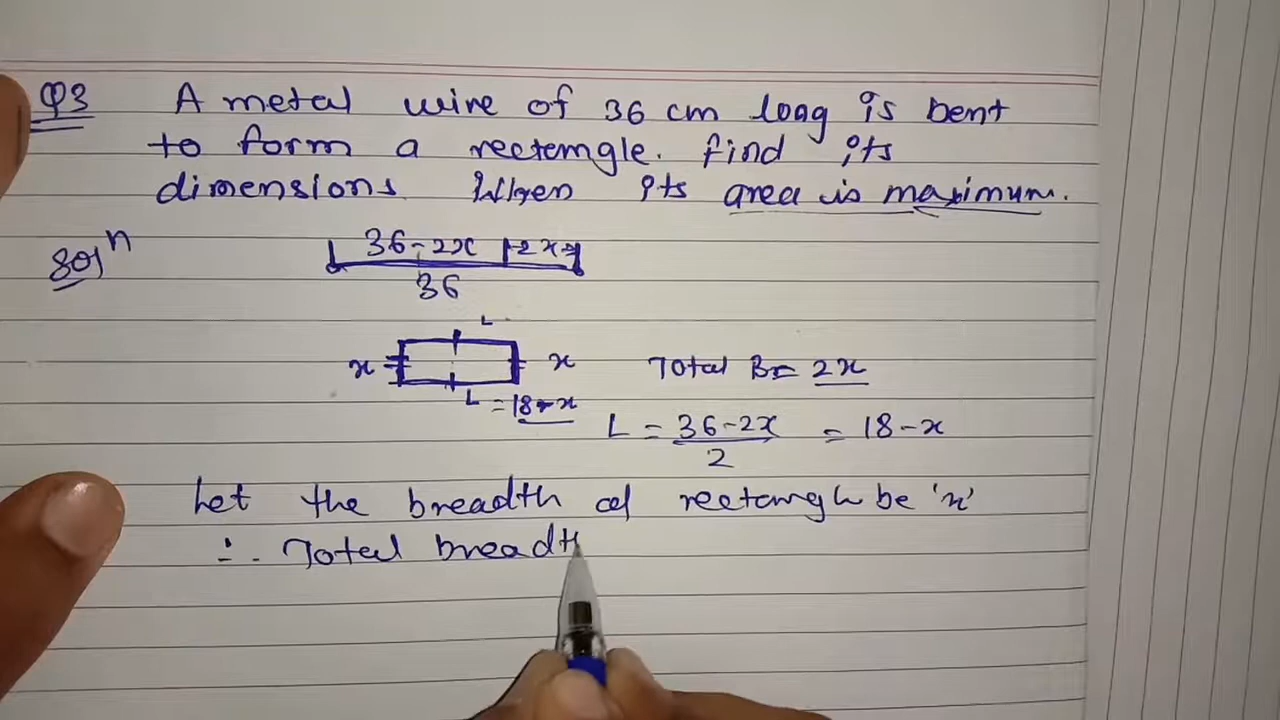 Q3 A metal wire of 36 cm long is bent
to form a rectemgle. find its
dimensions When its area is maximum.
Solⁿ
36-2x 2x
36
L
x x Total B= 2x
L = 18-x
L = 36-2x / 2 = 18-x
Let the breadth of rectangle be 'x'
∴ Total breadth